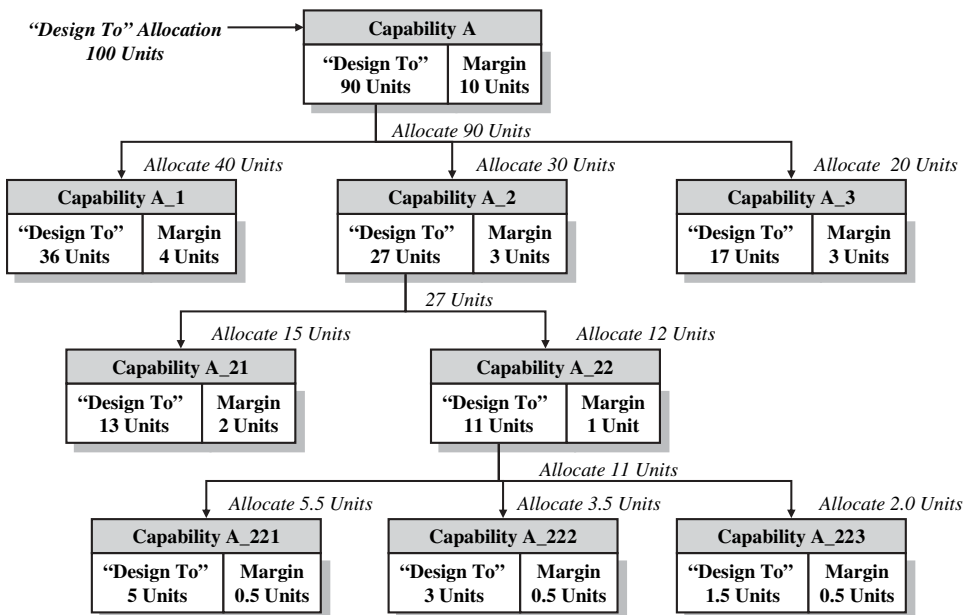 “Design To” Allocation
100 Units
Capability A
“Design To”
90 Units
Margin
10 Units
Allocate 90 Units
Allocate 40 Units
Allocate 30 Units
Allocate  20 Units
Capability A_1
“Design To”
36 Units
Margin
4 Units
Capability A_2
“Design To”
27 Units
Margin
3 Units
Capability A_3
“Design To”
17 Units
Margin
3 Units
27 Units
Allocate 15 Units
Allocate 12 Units
Capability A_21
“Design To”
13 Units
Margin
2 Units
Capability A_22
“Design To”
11 Units
Margin
1 Unit
Allocate 11 Units
Allocate 5.5 Units
Allocate 3.5 Units
Allocate 2.0 Units
Capability A_221
“Design To”
5 Units
Margin
0.5 Units
Capability A_222
“Design To”
3 Units
Margin
0.5 Units
Capability A_223
“Design To”
1.5 Units
Margin
0.5 Units